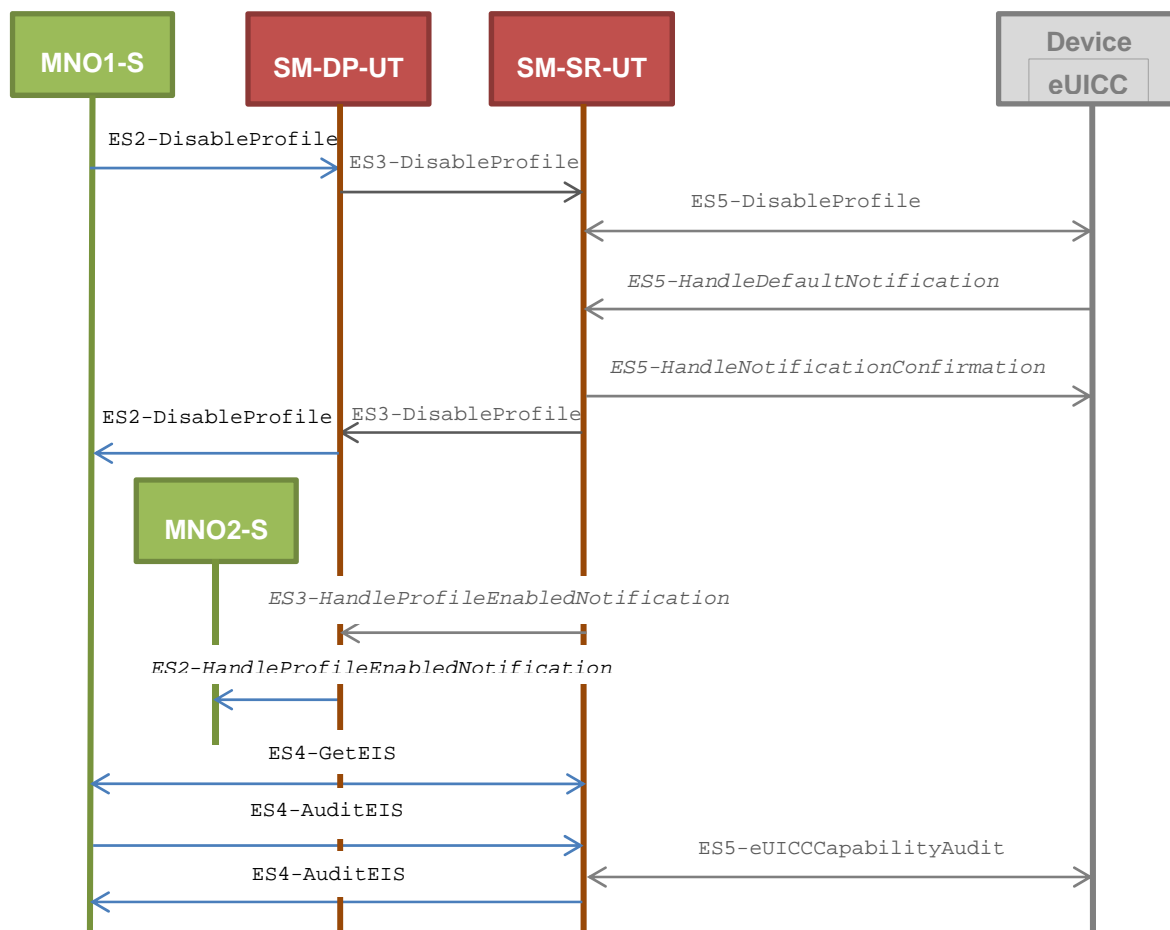 MNO1-S
SM-DP-UT
SM-SR-UT
Device
eUICC
ES2-DisableProfile
ES3-DisableProfile
ES5-DisableProfile
ES5-HandleDefaultNotification
ES5-HandleNotificationConfirmation
ES2-DisableProfile
ES3-DisableProfile
MNO2-S
ES3-HandleProfileEnabledNotification
ES2-HandleProfileEnabledNotification
ES4-GetEIS
ES4-AuditEIS
ES5-eUICCCapabilityAudit
ES4-AuditEIS